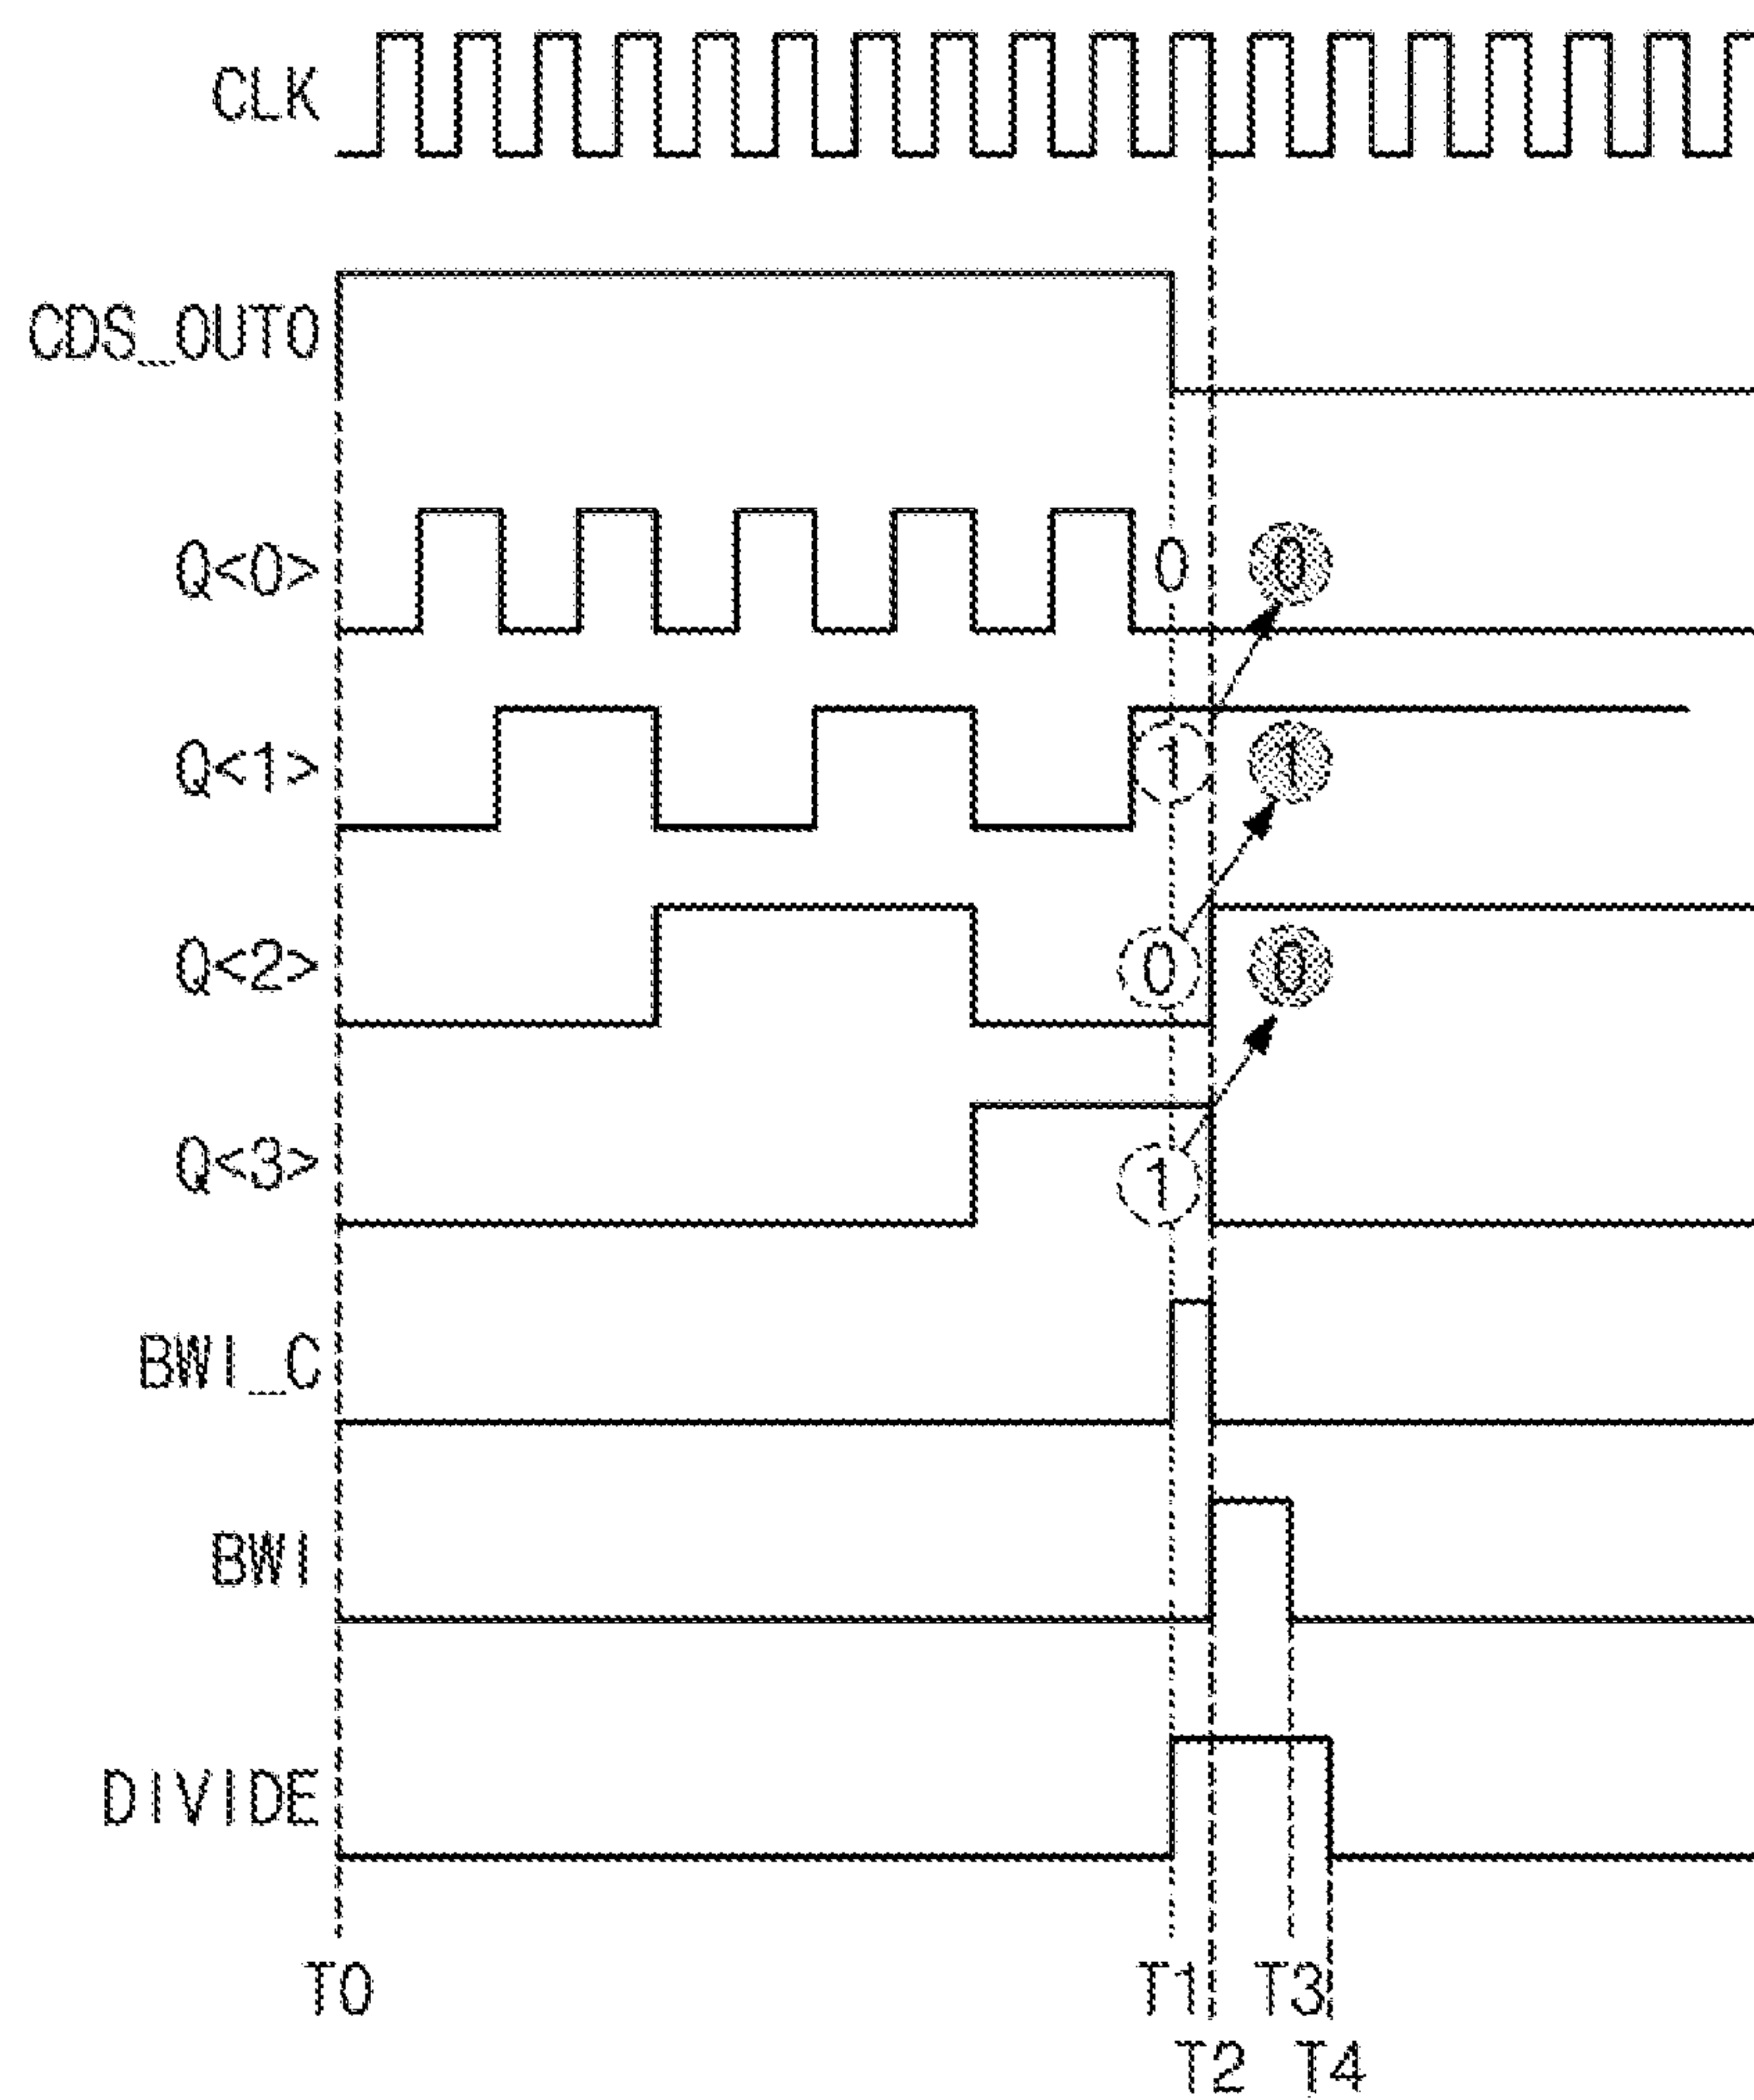 CLK
CDS_OUT0
Q<0> 0 0
Q<1> 1 1
Q<2> 0 0
Q<3> 1
BWI_C
BWI
DIVIDE
T0 T1 T3
T2 T4